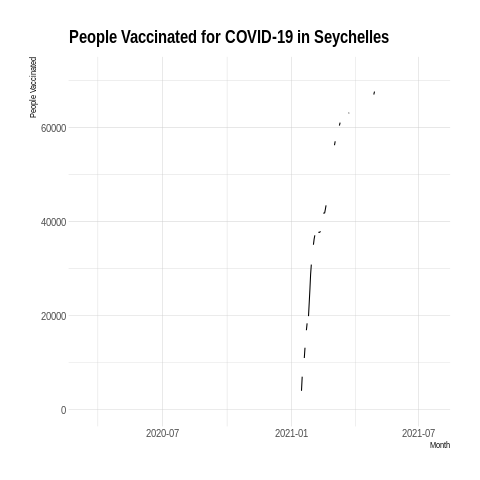 People Vaccinated for COVID-19 in Seychelles
People Vaccinated
60000
40000
20000
0
2020-07
2021-01
2021-07
Month